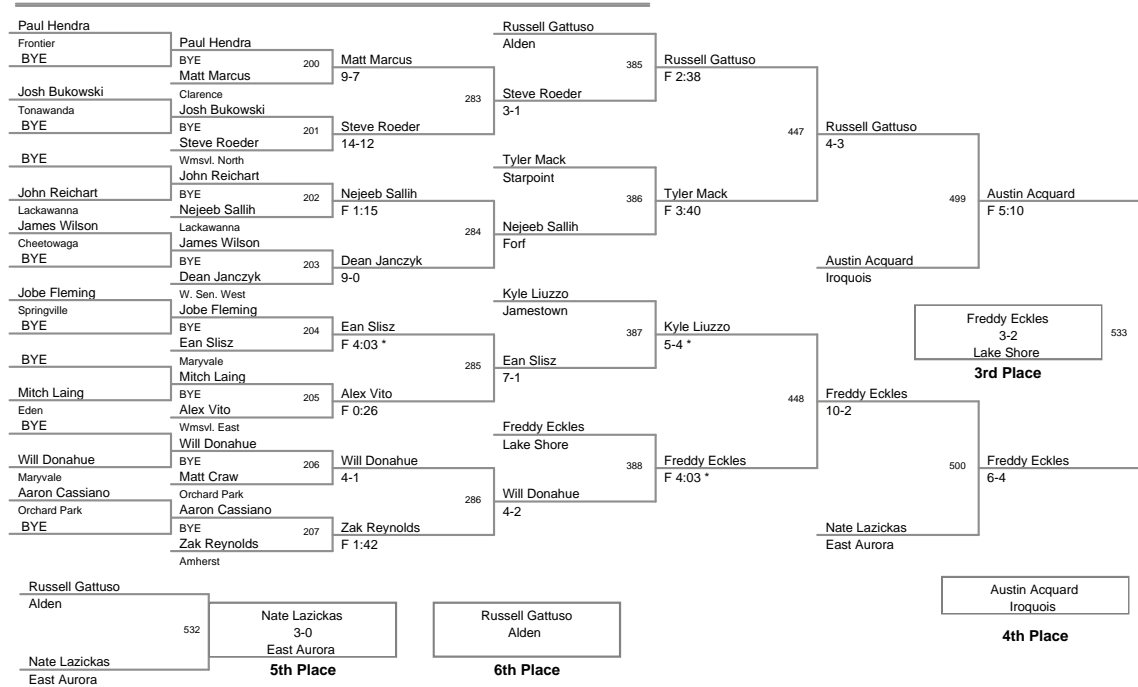 Paul Hendra
Frontier
BYE
Josh Bukowski
Tonawanda
BYE
BYE
John Reichart
Lackawanna
James Wilson
Cheetowaga
BYE
Jobe Fleming
Springville
BYE
BYE
Mitch Laing
Eden
BYE
Will Donahue
Maryvale
Aaron Cassiano
Orchard Park
BYE
Paul Hendra
BYE
200
Matt Marcus
Clarence
Josh Bukowski
BYE
201
Steve Roeder
Wmsvl. North
John Reichart
BYE
202
Nejeeb Sallih
Lackawanna
James Wilson
BYE
203
Dean Janczyk
W. Sen. West
Jobe Fleming
BYE
204
Ean Slisz
Maryvale
Mitch Laing
BYE
205
Alex Vito
Wmsvl. East
Will Donahue
BYE
206
Matt Craw
Orchard Park
Aaron Cassiano
BYE
207
Zak Reynolds
Amherst
Matt Marcus
9-7
283
Steve Roeder
14-12
Nejeeb Sallih
F 1:15
284
Dean Janczyk
9-0
Ean Slisz
F 4:03 *
285
Alex Vito
F 0:26
Will Donahue
4-1
286
Zak Reynolds
F 1:42
Russell Gattuso
Alden
385
Steve Roeder
3-1
Tyler Mack
Starpoint
386
Nejeeb Sallih
Forf
Kyle Liuzzo
Jamestown
387
Ean Slisz
7-1
Freddy Eckles
Lake Shore
388
Will Donahue
4-2
Russell Gattuso
F 2:38
447
Tyler Mack
F 3:40
Kyle Liuzzo
5-4 *
448
Freddy Eckles
F 4:03 *
Russell Gattuso
4-3
499
Austin Acquard
Iroquois
Freddy Eckles
10-2
500
Nate Lazickas
East Aurora
Austin Acquard
F 5:10
Freddy Eckles
3-2
Lake Shore
533
3rd Place
Freddy Eckles
6-4
Austin Acquard
Iroquois
4th Place
Russell Gattuso
Alden
532
Nate Lazickas
East Aurora
Nate Lazickas
3-0
East Aurora
5th Place
Russell Gattuso
Alden
6th Place